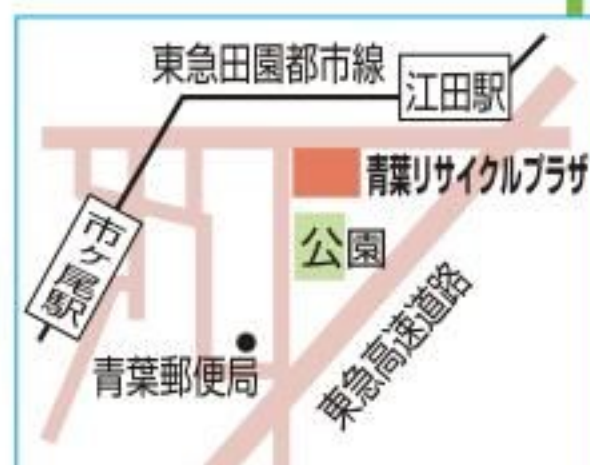 東急田園都市線
江田駅
青葉リサイクルプラザ
公園
市ヶ尾駅
青葉郵便局
東急高速道路